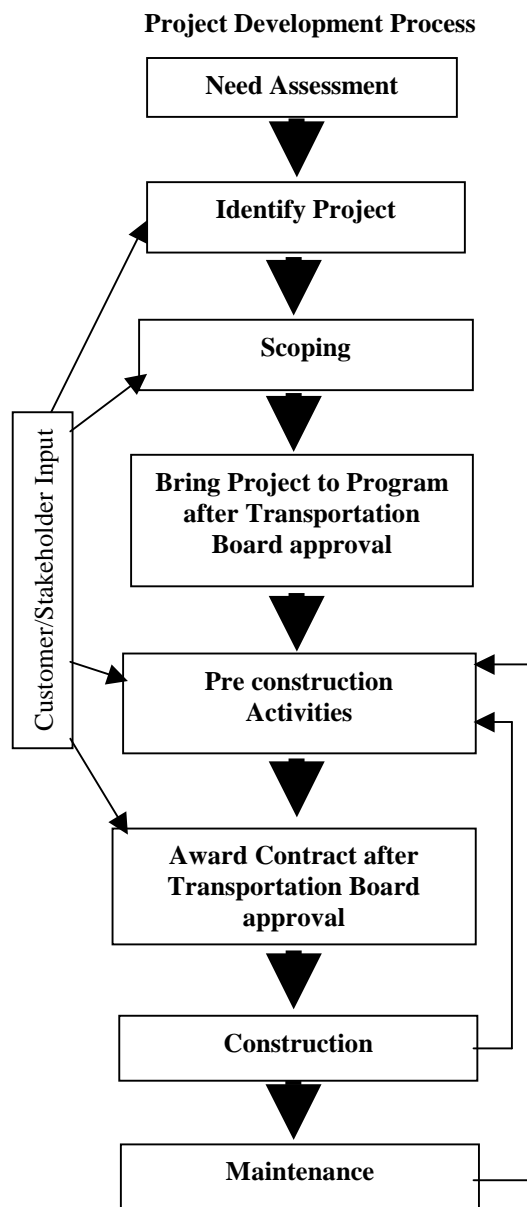 Project Development Process
Need Assessment
Identify Project
Scoping
Customer/Stakeholder Input
Bring Project to Program
after Transportation
Board approval
Pre construction
Activities
Award Contract after
Transportation Board
approval
Construction
Maintenance